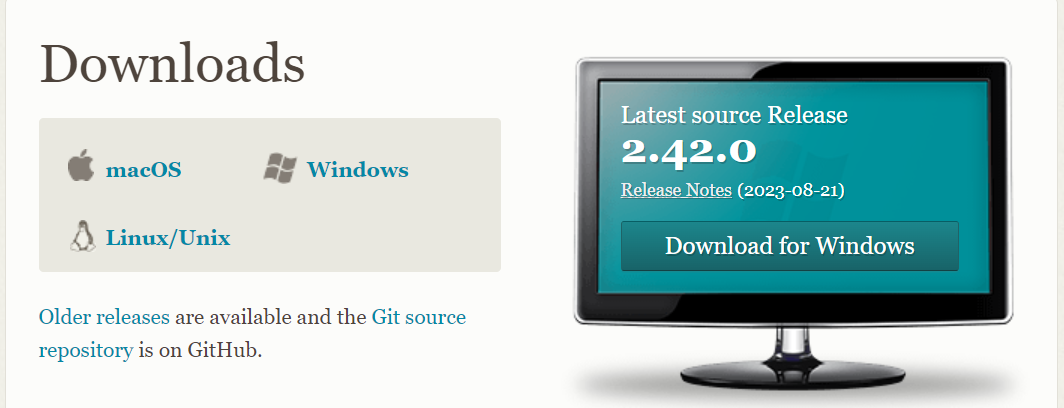 Downloads
macOS
Windows
Linux/Unix
Older releases are available and the Git source
repository is on GitHub.
Latest source Release
2.42.0
Release Notes (2023-08-21)
Download for Windows